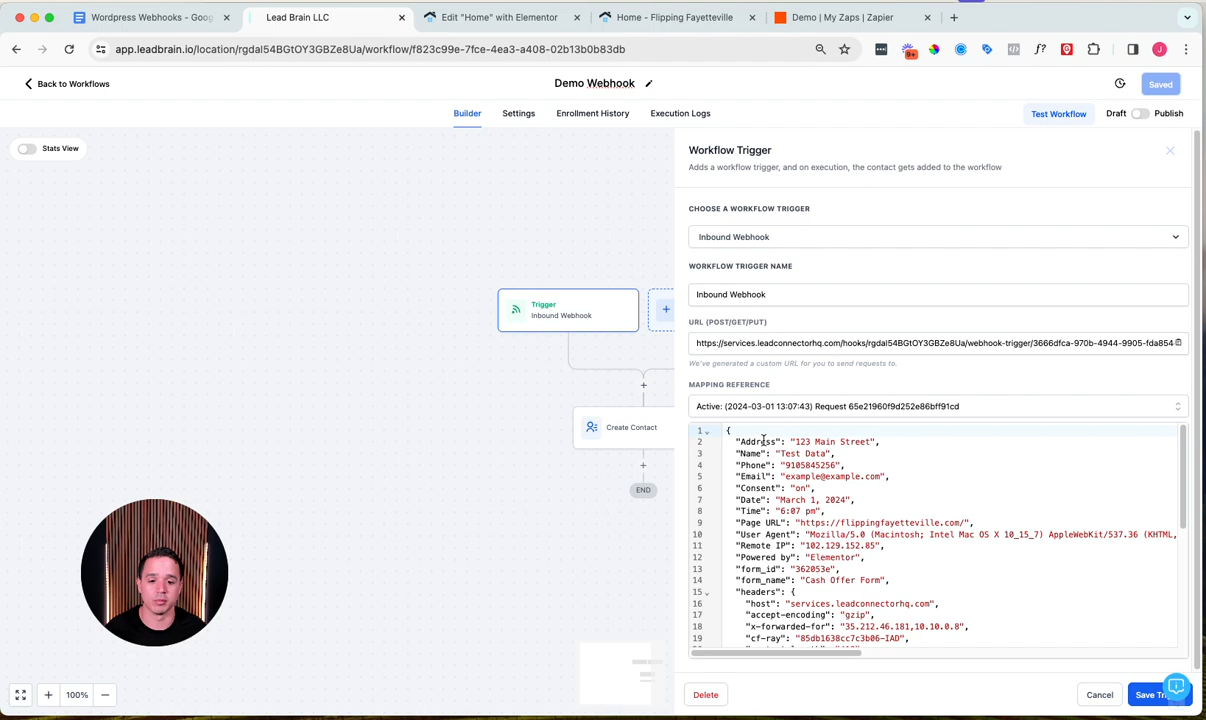 Wordpress Webhooks - Goog
Lead Brain LLC
Edit "Home" with Elementor
Home - Flipping Fayetteville
Demo | My Zaps | Zapier
app.leadbrain.io/location/rgdal54BGtOY3GBZe8Ua/workflow/f823c99e-7fce-4ea3-a408-02b13b0b83db
9+
f?
J
Back to Workflows
Demo Webhook
Saved
Builder
Settings
Enrollment History
Execution Logs
Test Workflow
Draft
Publish
Stats View
Workflow Trigger
Adds a workflow trigger, and on execution, the contact gets added to the workflow
CHOOSE A WORKFLOW TRIGGER
Inbound Webhook
WORKFLOW TRIGGER NAME
Inbound Webhook
URL (POST/GET/PUT)
https://services.leadconnectorhq.com/hooks/rgdal54BGtOY3GBZe8Ua/webhook-trigger/3666dfca-970b-4944-9905-fda854
We've generated a custom URL for you to send requests to.
MAPPING REFERENCE
Active: (2024-03-01 13:07:43) Request 65e21960f9d252e86bff91cd
Trigger
Inbound Webhook
Create Contact
END
1 {
2 "Address": "123 Main Street",
3 "Name": "Test Data",
4 "Phone": "9105845256",
5 "Email": "example@example.com",
6 "Consent": "on",
7 "Date": "March 1, 2024",
8 "Time": "6:07 pm",
9 "Page URL": "https://flippingfayetteville.com/",
10 "User Agent": "Mozilla/5.0 (Macintosh; Intel Mac OS X 10_15_7) AppleWebKit/537.36 (KHTML,
11 "Remote IP": "102.129.152.85",
12 "Powered by": "Elementor",
13 "form_id": "362053e",
14 "form_name": "Cash Offer Form",
15 "headers": {
16 "host": "services.leadconnectorhq.com",
17 "accept-encoding": "gzip",
18 "x-forwarded-for": "35.212.46.181,10.10.0.8",
19 "cf-ray": "85db1638cc7c3b06-IAD",
100%
Delete
Cancel
Save Tri